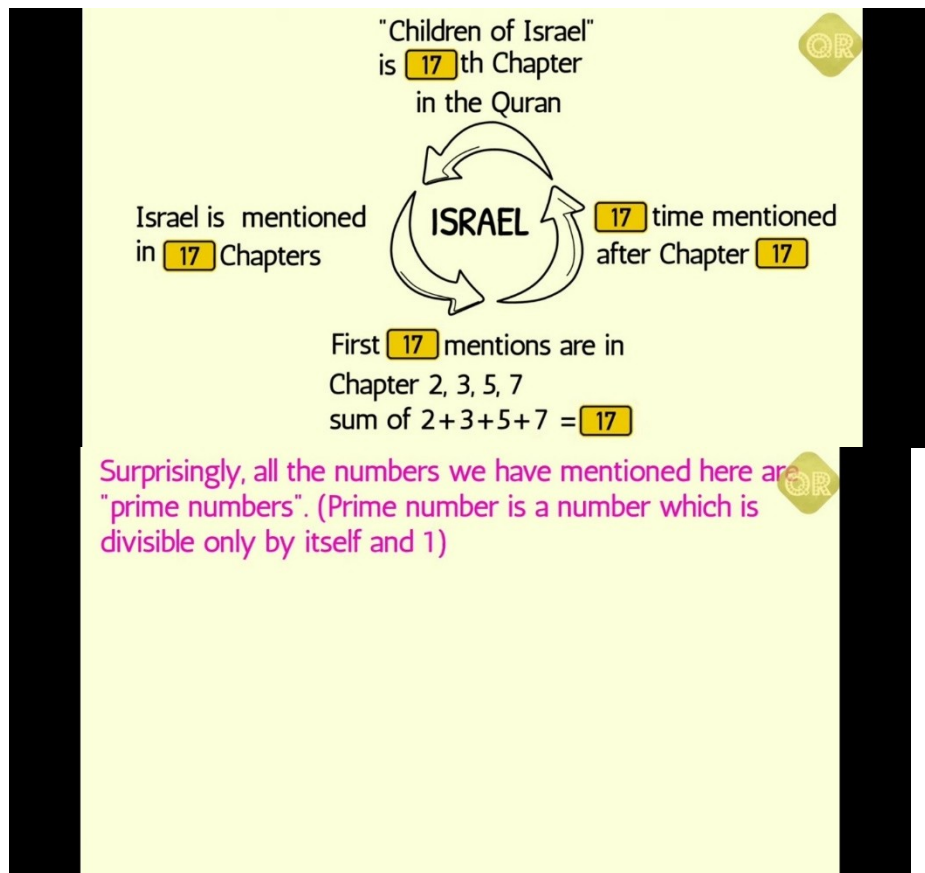 "Children of Israel"
is 17 th Chapter
in the Quran
QR
Israel is mentioned
in 17 Chapters
ISRAEL
17 time mentioned
after Chapter 17
First 17 mentions are in
Chapter 2, 3, 5, 7
sum of 2+3+5+7 = 17
Surprisingly, all the numbers we have mentioned here are
"prime numbers". (Prime number is a number which is
divisible only by itself and 1)
QR